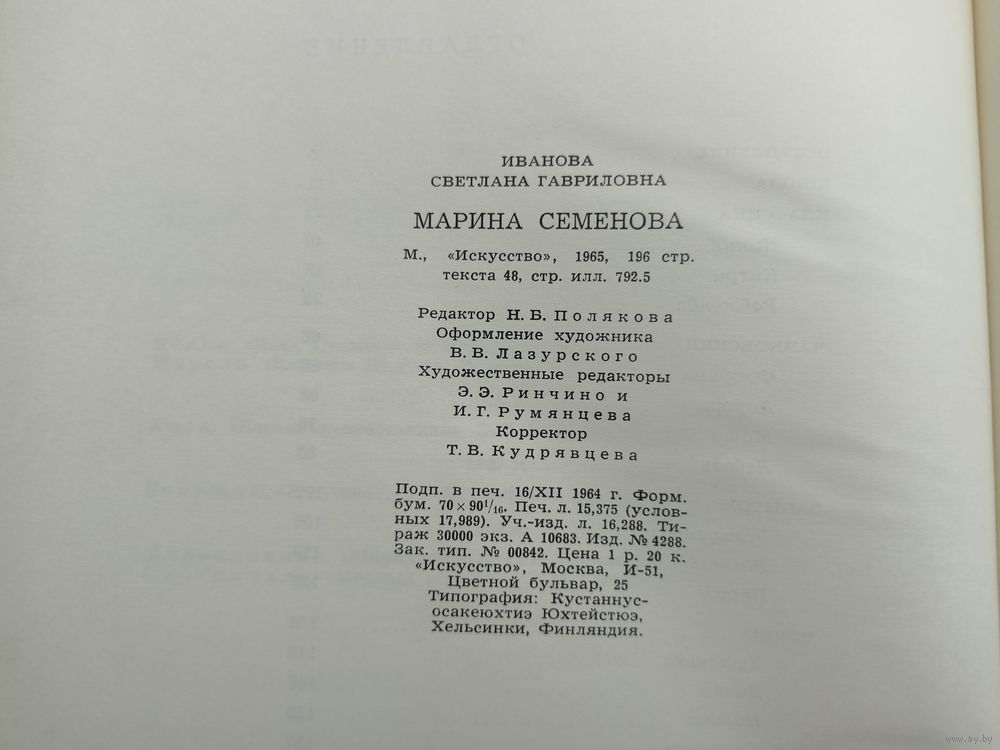 ИВАНОВА
СВЕТЛАНА ГАВРИЛОВНА
МАРИНА СЕМЕНОВА
М., «Искусство», 1965, 196 стр.
текста 48, стр. илл. 792.5
Редактор Н. Б. Полякова
Оформление художника
В. В. Лазурского
Художественные редакторы
Э. Э. Ринчино и
И. Г. Румянцева
Корректор
Т. В. Кудрявцева
Подп. в печ. 16/XII 1964 г. Форм.
бум. 70×90¹/₁₆. Печ. л. 15,375 (услов-
ных 17,989). Уч.-изд. л. 16,288. Ти-
раж 30000 экз. А 10683. Изд. № 4288.
Зак. тип. № 00842. Цена 1 р. 20 к.
«Искусство», Москва, И-51,
Цветной бульвар, 25
Типография: Кустаннус-
осакеюхтиэ Юхтейстюэ,
Хельсинки, Финляндия.
www.ay.by